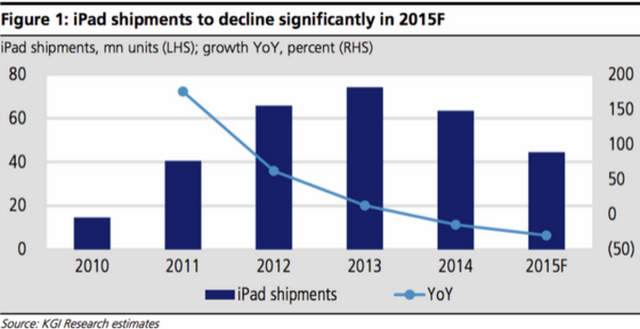 Figure 1: iPad shipments to decline significantly in 2015F
iPad shipments, mn units (LHS); growth YoY, percent (RHS)
80 200
150
60
100
40 50
20 0
0 (50)
2010 2011 2012 2013 2014 2015F
iPad shipments YoY
Source: KGI Research estimates